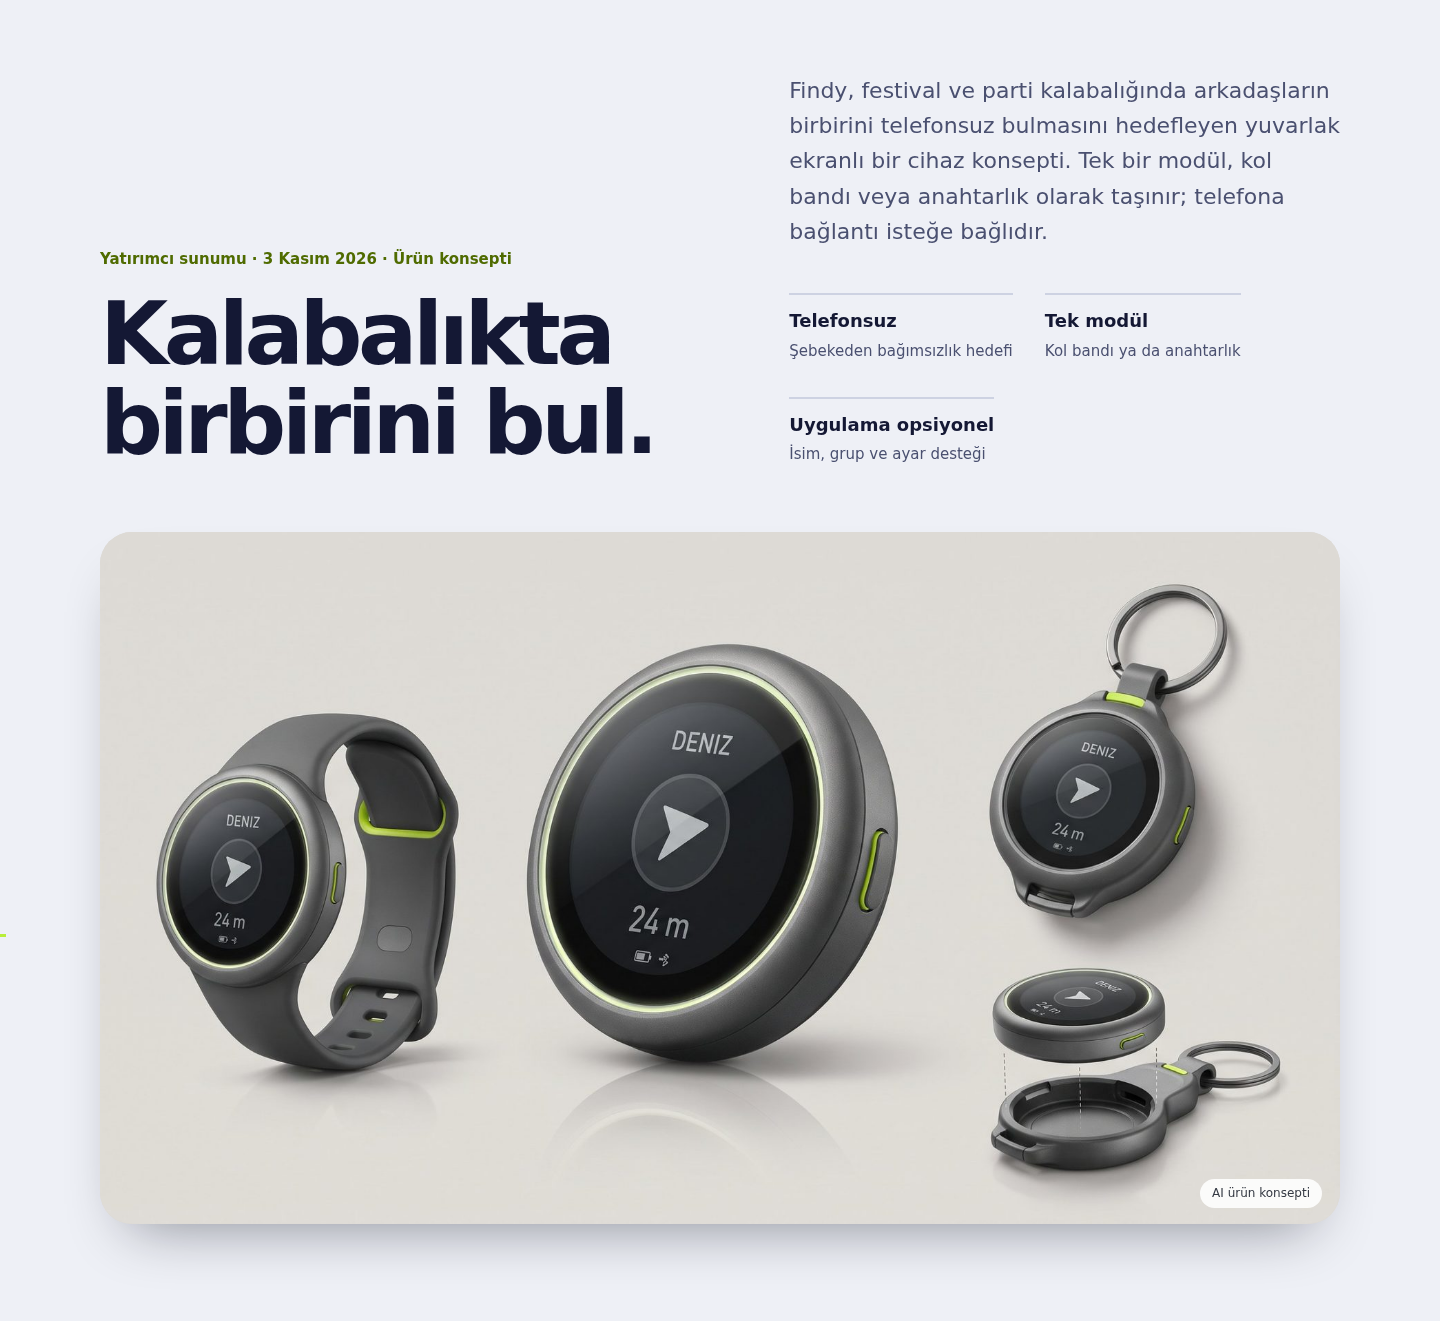 Yatırımcı sunumu · 3 Kasım 2026 · Ürün konsepti
Kalabalıkta
birbirini bul.
Findy, festival ve parti kalabalığında arkadaşların
birbirini telefonsuz bulmasını hedefleyen yuvarlak
ekranlı bir cihaz konsepti. Tek bir modül, kol
bandı veya anahtarlık olarak taşınır; telefona
bağlantı isteğe bağlıdır.
Telefonsuz
Şebekeden bağımsızlık hedefi
Tek modül
Kol bandı ya da anahtarlık
Uygulama opsiyonel
İsim, grup ve ayar desteği
DENIZ
24 m
DENIZ
24 m
DENIZ
24 m
DENIZ
24 m
AI ürün konsepti